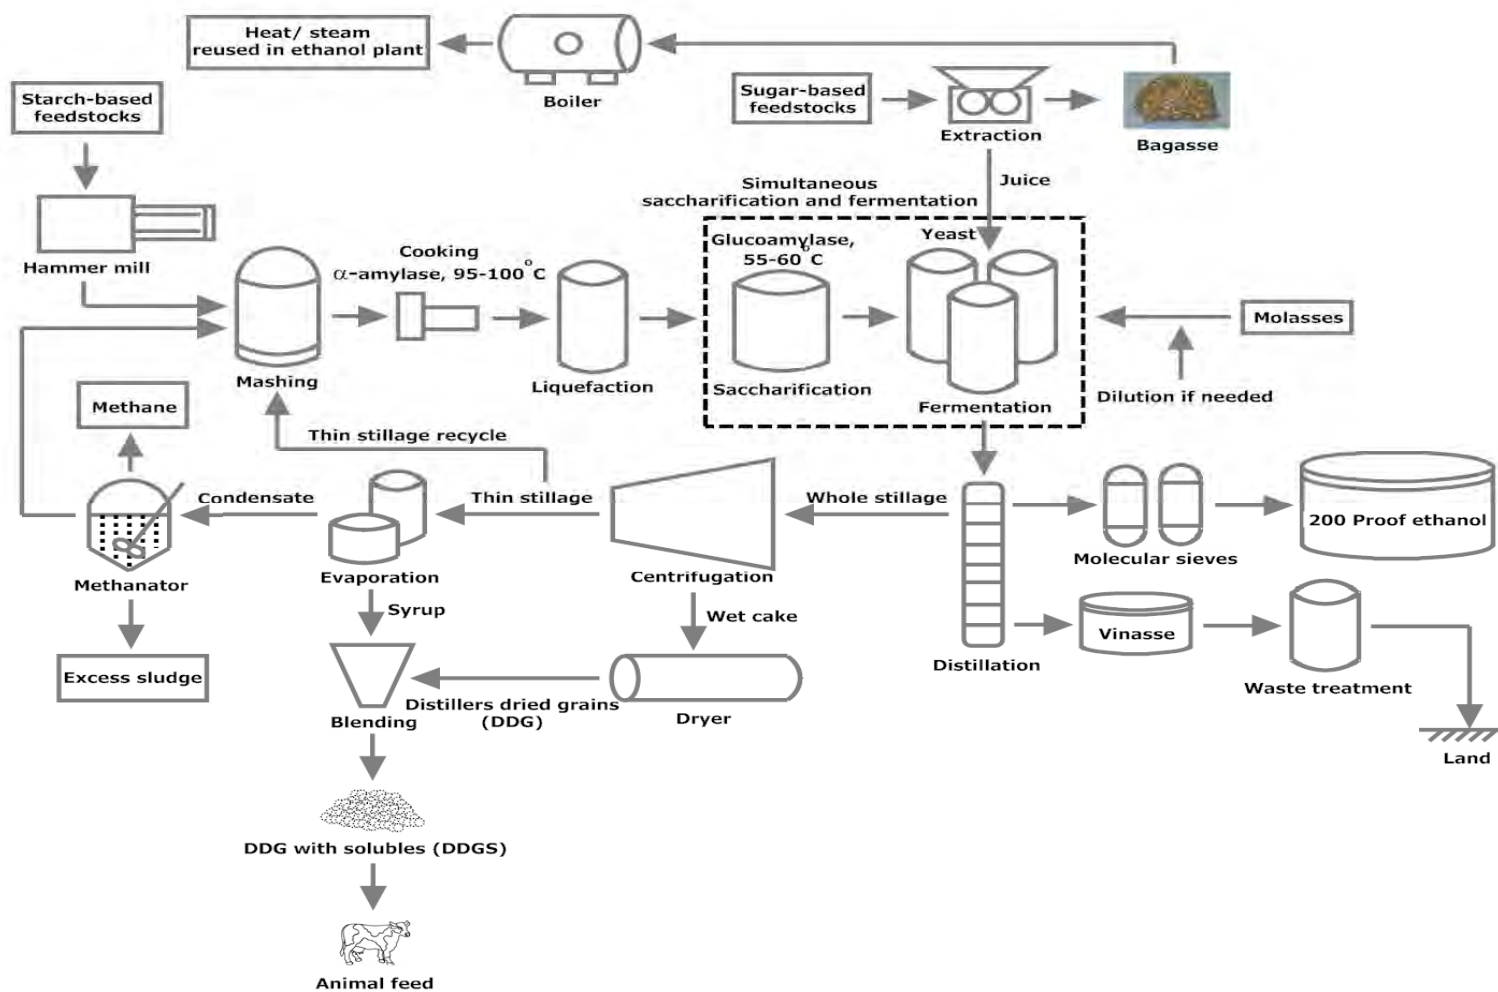 Heat/ steam
reused in ethanol plant
Boiler
Starch-based
feedstocks
Sugar-based
feedstocks
Extraction
Bagasse
Juice
Simultaneous
saccharification and fermentation
Hammer mill
Cooking
α-amylase, 95-100°C
Glucoamylase,
55-60°C
Yeast
Mashing
Liquefaction
Saccharification
Fermentation
Molasses
Dilution if needed
Methane
Thin stillage recycle
Condensate
Thin stillage
Whole stillage
200 Proof ethanol
Molecular sieves
Methanator
Evaporation
Centrifugation
Syrup
Wet cake
Vinasse
Distillation
Waste treatment
Excess sludge
Distillers dried grains
(DDG)
Blending
Dryer
Land
DDG with solubles (DDGS)
Animal feed